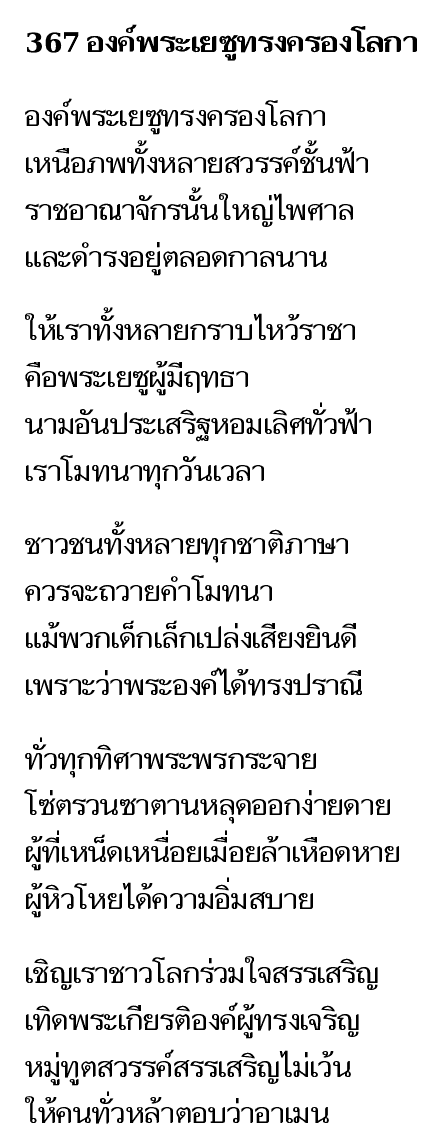 367 องค์พระเยซูทรงครองโลกา
องค์พระเยซูทรงครองโลกา
เหนือภพทั้งหลายสวรรค์ชั้นฟ้า
ราชอาณาจักรนั้นใหญ่ไพศาล
และดำรงอยู่ตลอดกาลนาน
ให้เราทั้งหลายกราบไหว้ราชา
คือพระเยซูผู้มีฤทธา
นามอันประเสริฐหอมเลิศทั่วฟ้า
เราโมทนาทุกวันเวลา
ชาวชนทั้งหลายทุกชาติภาษา
ควรจะถวายคำโมทนา
แม้พวกเด็กเล็กเปล่งเสียงยินดี
เพราะว่าพระองค์ได้ทรงปราณี
ทั่วทุกทิศาพระพรกระจาย
โซ่ตรวนซาตานหลุดออกง่ายดาย
ผู้ที่เหน็ดเหนื่อยเมื่อยล้าเหือดหาย
ผู้หิวโหยได้ความอิ่มสบาย
เชิญเราชาวโลกร่วมใจสรรเสริญ
เทิดพระเกียรติองค์ผู้ทรงเจริญ
หมู่ทูตสวรรค์สรรเสริญไม่เว้น
ให้คนทั่วหล้าตอบว่าอาเมน